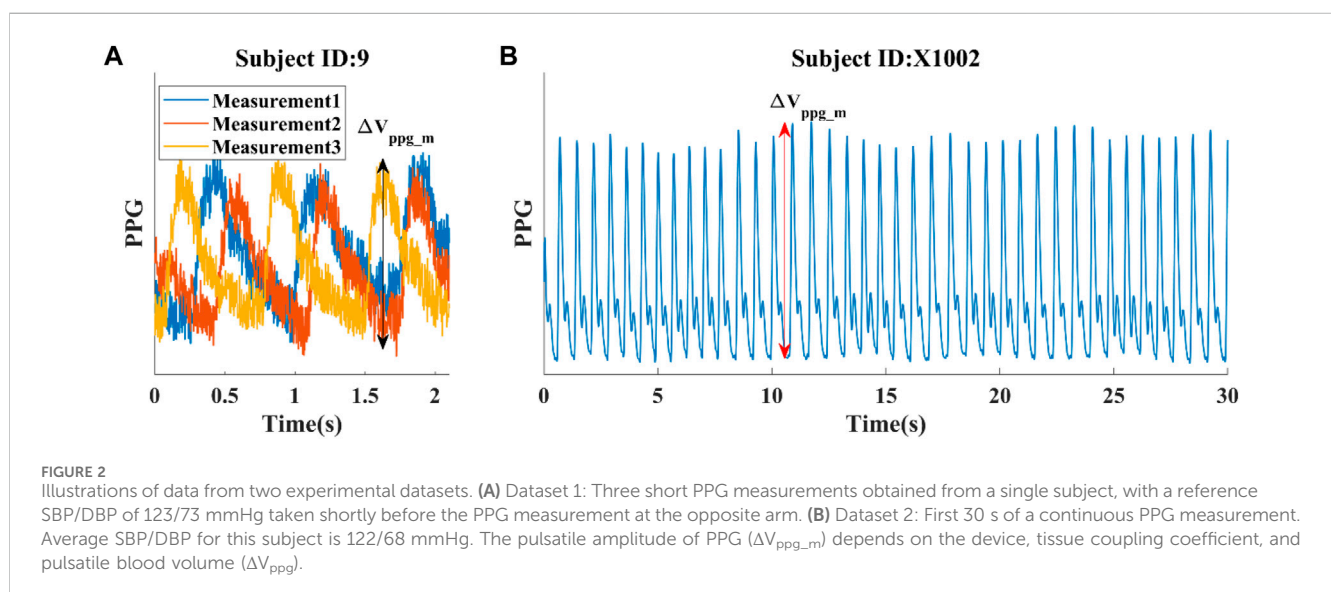 A
Subject ID:9
Measurement1
Measurement2
Measurement3
ΔVppg_m
PPG
0 0.5 1 1.5 2
Time(s)
B
Subject ID:X1002
ΔVppg_m
PPG
0 5 10 15 20 25 30
Time(s)
FIGURE 2
Illustrations of data from two experimental datasets. (A) Dataset 1: Three short PPG measurements obtained from a single subject, with a reference
SBP/DBP of 123/73 mmHg taken shortly before the PPG measurement at the opposite arm. (B) Dataset 2: First 30 s of a continuous PPG measurement.
Average SBP/DBP for this subject is 122/68 mmHg. The pulsatile amplitude of PPG (ΔVppg_m) depends on the device, tissue coupling coefficient, and
pulsatile blood volume (ΔVppg).